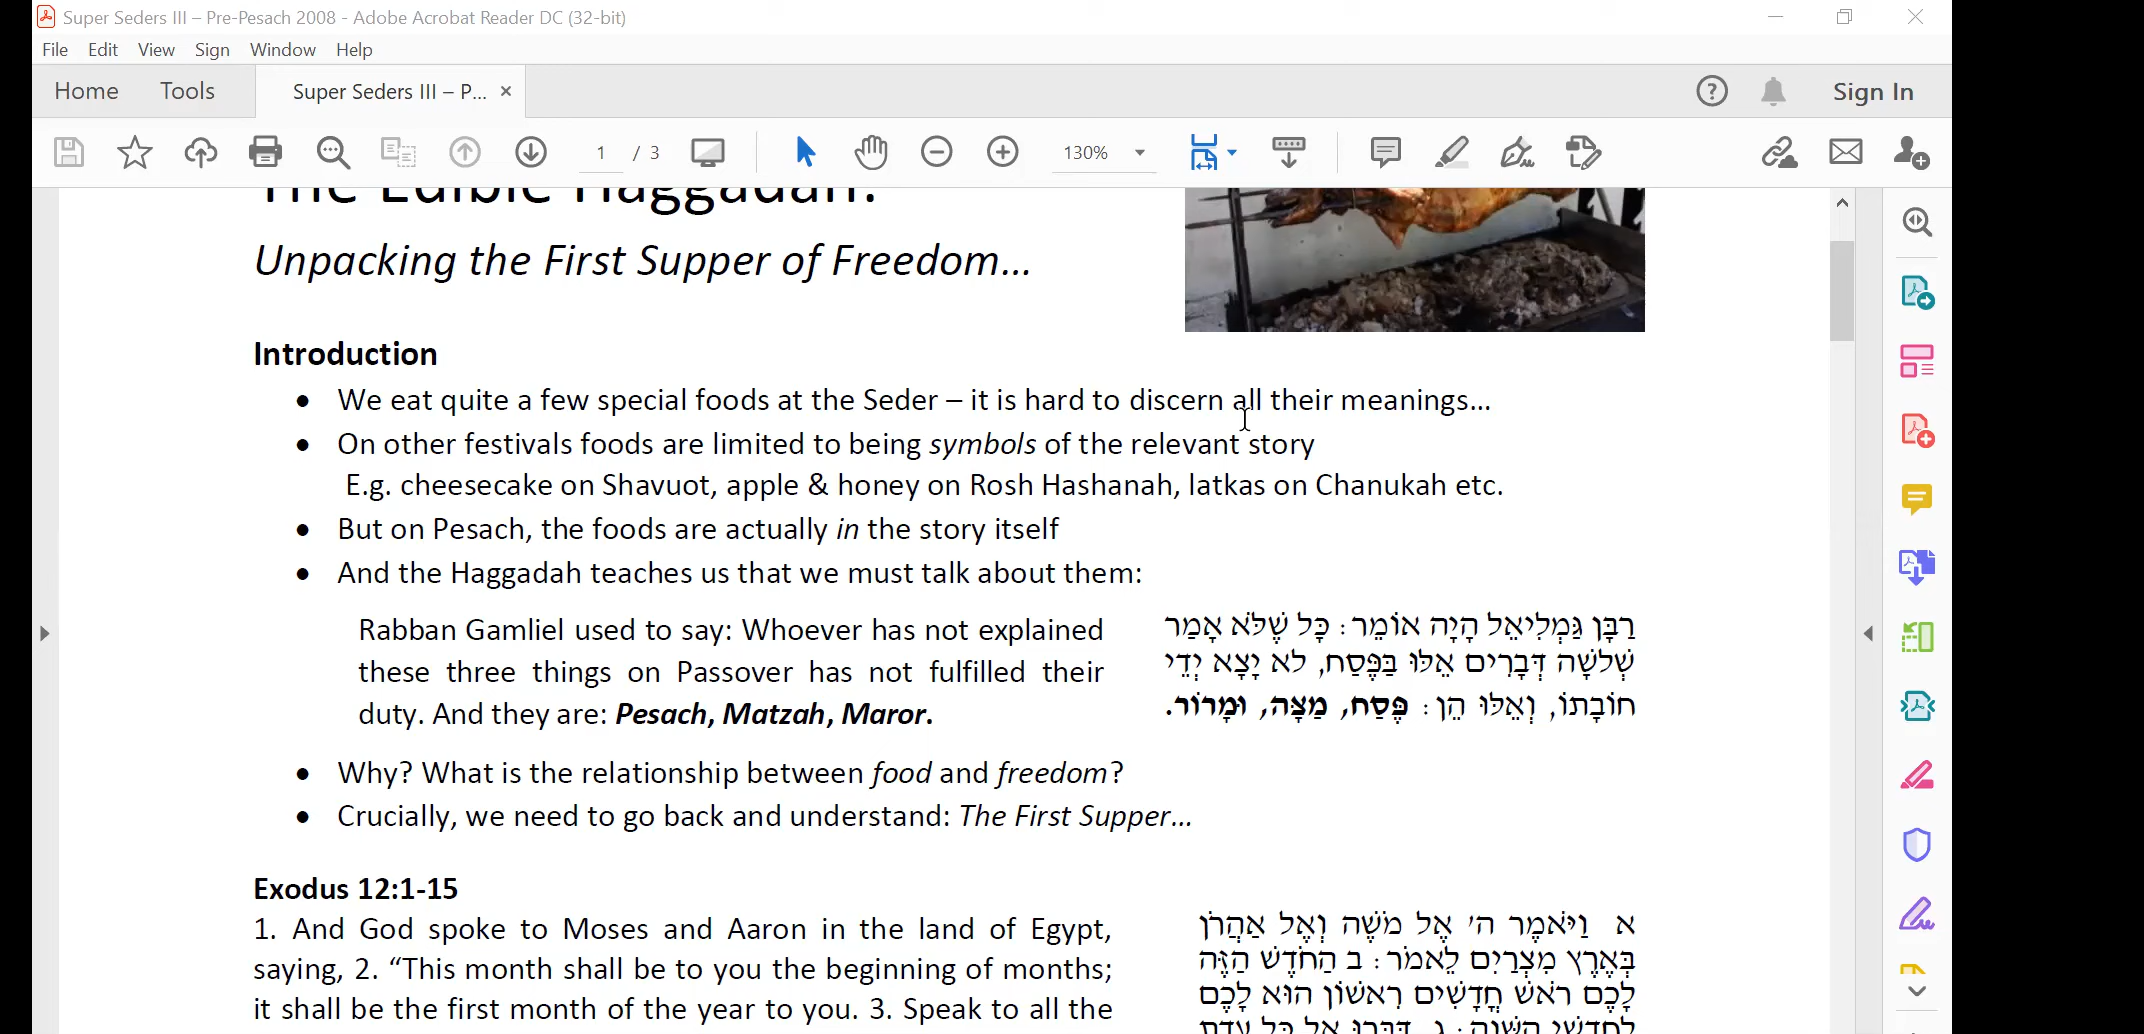 Super Seders III – Pre-Pesach 2008 - Adobe Acrobat Reader DC (32-bit)
File Edit View Sign Window Help
Home Tools Super Seders III – P... × Sign In
1 / 3 130%
The Edible Haggadah:
Unpacking the First Supper of Freedom...
Introduction
• We eat quite a few special foods at the Seder – it is hard to discern all their meanings...
• On other festivals foods are limited to being symbols of the relevant story
E.g. cheesecake on Shavuot, apple & honey on Rosh Hashanah, latkas on Chanukah etc.
• But on Pesach, the foods are actually in the story itself
• And the Haggadah teaches us that we must talk about them:
Rabban Gamliel used to say: Whoever has not explained
these three things on Passover has not fulfilled their
duty. And they are: Pesach, Matzah, Maror.
רַבָּן גַּמְלִיאֵל הָיָה אוֹמֵר: כָּל שֶׁלֹּא אָמַר
שְׁלֹשָׁה דְּבָרִים אֵלּוּ בַּפֶּסַח, לֹא יָצָא יְדֵי
חוֹבָתוֹ, וְאֵלּוּ הֵן: פֶּסַח, מַצָּה, וּמָרוֹר.
• Why? What is the relationship between food and freedom?
• Crucially, we need to go back and understand: The First Supper...
Exodus 12:1-15
1. And God spoke to Moses and Aaron in the land of Egypt,
saying, 2. “This month shall be to you the beginning of months;
it shall be the first month of the year to you. 3. Speak to all the
א וַיֹּאמֶר ה' אֶל מֹשֶׁה וְאֶל אַהֲרֹן
בְּאֶרֶץ מִצְרַיִם לֵאמֹר: ב הַחֹדֶשׁ הַזֶּה
לָכֶם רֹאשׁ חֳדָשִׁים רִאשׁוֹן הוּא לָכֶם
לְחָדְשֵׁי הַשָּׁנָה: ג דַּבְּרוּ אֶל כָּל עֲדַת